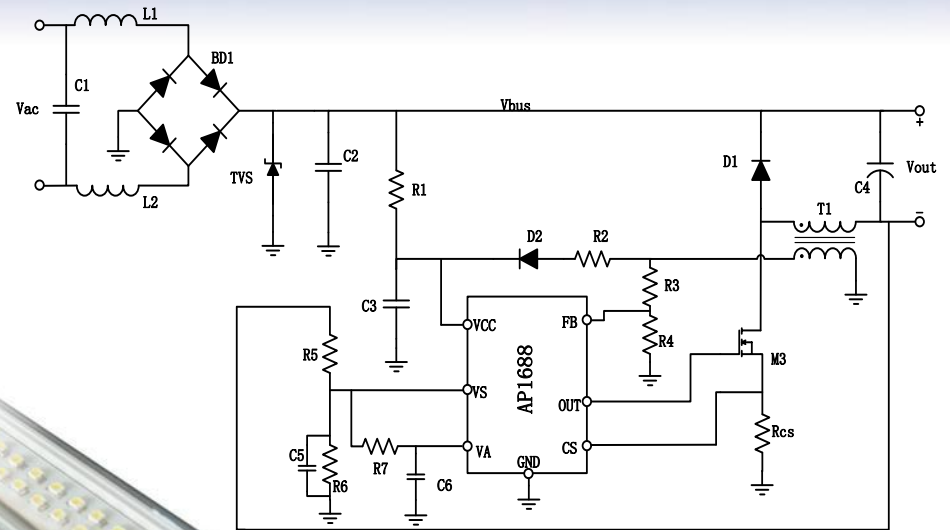 L1
BD1
C1
Vac
Vbus
L2
TVS
C2
R1
D1
C4
Vout
+
-
T1
D2
R2
R3
C3
VCC
FB
R4
M3
R5
AP1688
VS
OUT
Rcs
VA
CS
C5
R7
GND
R6
C6